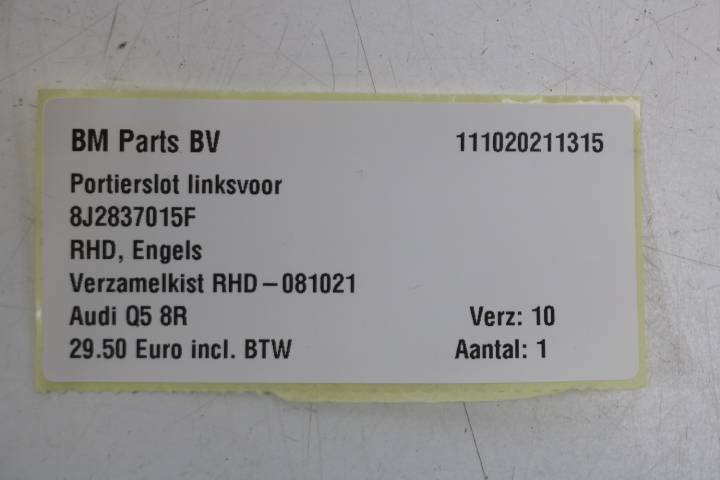 BM Parts BV 111020211315
Portierslot linksvoor
8J2837015F
RHD, Engels
Verzamelkist RHD-081021
Audi Q5 8R Verz: 10
29.50 Euro incl. BTW Aantal: 1